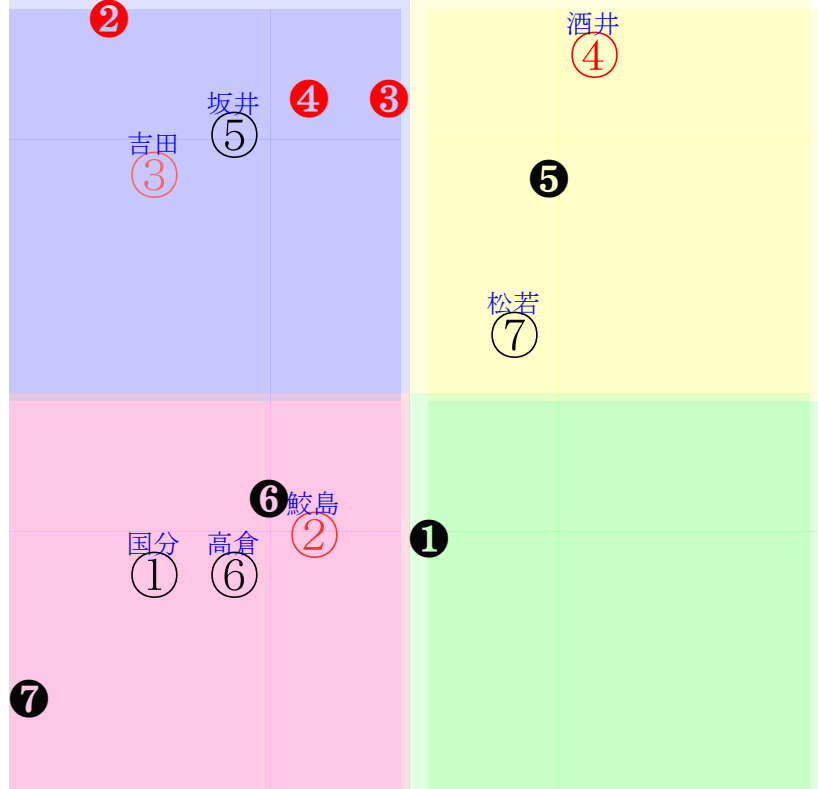 ❷
酒井
④
坂井
❹
❸
⑤
吉田
③
❺
松若
⑦
❻
鮫島
②
❶
国分
①
高倉
⑥
❼